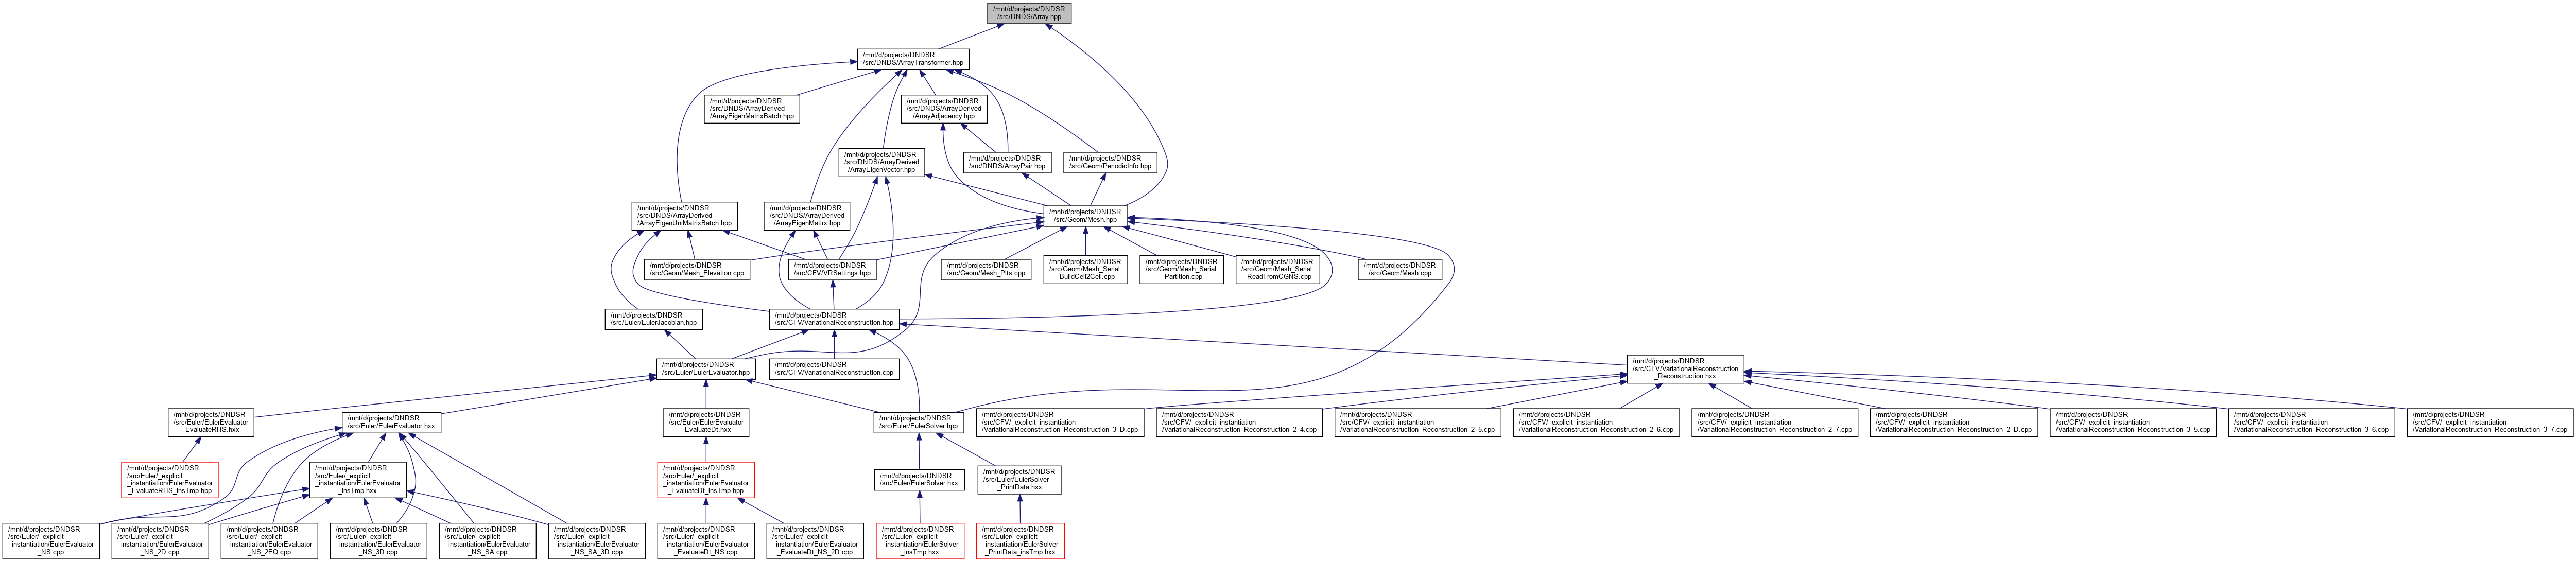 /mnt/d/projects/DNDSR
/src/DNDS/Array.hpp
/mnt/d/projects/DNDSR
/src/DNDS/ArrayTransformer.hpp
/mnt/d/projects/DNDSR
/src/DNDS/ArrayDerived
/ArrayEigenMatrixBatch.hpp
/mnt/d/projects/DNDSR
/src/DNDS/ArrayDerived
/ArrayAdjacency.hpp
/mnt/d/projects/DNDSR
/src/DNDS/ArrayDerived
/ArrayEigenVector.hpp
/mnt/d/projects/DNDSR
/src/DNDS/ArrayPair.hpp
/mnt/d/projects/DNDSR
/src/Geom/PeriodicInfo.hpp
/mnt/d/projects/DNDSR
/src/DNDS/ArrayDerived
/ArrayEigenUniMatrixBatch.hpp
/mnt/d/projects/DNDSR
/src/DNDS/ArrayDerived
/ArrayEigenMatirx.hpp
/mnt/d/projects/DNDSR
/src/Geom/Mesh.hpp
/mnt/d/projects/DNDSR
/src/Geom/Mesh_Elevation.cpp
/mnt/d/projects/DNDSR
/src/CFV/VRSettings.hpp
/mnt/d/projects/DNDSR
/src/Geom/Mesh_Plts.cpp
/mnt/d/projects/DNDSR
/src/Geom/Mesh_Serial
_BuildCell2Cell.cpp
/mnt/d/projects/DNDSR
/src/Geom/Mesh_Serial
_Partition.cpp
/mnt/d/projects/DNDSR
/src/Geom/Mesh_Serial
_ReadFromCGNS.cpp
/mnt/d/projects/DNDSR
/src/Geom/Mesh.cpp
/mnt/d/projects/DNDSR
/src/Euler/EulerJacobian.hpp
/mnt/d/projects/DNDSR
/src/CFV/VariationalReconstruction.hpp
/mnt/d/projects/DNDSR
/src/Euler/EulerEvaluator.hpp
/mnt/d/projects/DNDSR
/src/CFV/VariationalReconstruction.cpp
/mnt/d/projects/DNDSR
/src/CFV/VariationalReconstruction
_Reconstruction.hxx
/mnt/d/projects/DNDSR
/src/Euler/EulerEvaluator
_EvaluateRHS.hxx
/mnt/d/projects/DNDSR
/src/Euler/EulerEvaluator.hxx
/mnt/d/projects/DNDSR
/src/Euler/EulerEvaluator
_EvaluateDt.hxx
/mnt/d/projects/DNDSR
/src/Euler/EulerSolver.hpp
/mnt/d/projects/DNDSR
/src/CFV/_explicit_instantiation
/VariationalReconstruction_Reconstruction_3_D.cpp
/mnt/d/projects/DNDSR
/src/CFV/_explicit_instantiation
/VariationalReconstruction_Reconstruction_2_4.cpp
/mnt/d/projects/DNDSR
/src/CFV/_explicit_instantiation
/VariationalReconstruction_Reconstruction_2_5.cpp
/mnt/d/projects/DNDSR
/src/CFV/_explicit_instantiation
/VariationalReconstruction_Reconstruction_2_6.cpp
/mnt/d/projects/DNDSR
/src/CFV/_explicit_instantiation
/VariationalReconstruction_Reconstruction_2_7.cpp
/mnt/d/projects/DNDSR
/src/CFV/_explicit_instantiation
/VariationalReconstruction_Reconstruction_2_D.cpp
/mnt/d/projects/DNDSR
/src/CFV/_explicit_instantiation
/VariationalReconstruction_Reconstruction_3_5.cpp
/mnt/d/projects/DNDSR
/src/CFV/_explicit_instantiation
/VariationalReconstruction_Reconstruction_3_6.cpp
/mnt/d/projects/DNDSR
/src/CFV/_explicit_instantiation
/VariationalReconstruction_Reconstruction_3_7.cpp
/mnt/d/projects/DNDSR
/src/Euler/_explicit
_instantiation/EulerEvaluator
_EvaluateRHS_insTmp.hpp
/mnt/d/projects/DNDSR
/src/Euler/_explicit
_instantiation/EulerEvaluator
_insTmp.hxx
/mnt/d/projects/DNDSR
/src/Euler/_explicit
_instantiation/EulerEvaluator
_EvaluateDt_insTmp.hpp
/mnt/d/projects/DNDSR
/src/Euler/EulerSolver.hxx
/mnt/d/projects/DNDSR
/src/Euler/EulerSolver
_PrintData.hxx
/mnt/d/projects/DNDSR
/src/Euler/_explicit
_instantiation/EulerEvaluator
_NS.cpp
/mnt/d/projects/DNDSR
/src/Euler/_explicit
_instantiation/EulerEvaluator
_NS_2D.cpp
/mnt/d/projects/DNDSR
/src/Euler/_explicit
_instantiation/EulerEvaluator
_NS_2EQ.cpp
/mnt/d/projects/DNDSR
/src/Euler/_explicit
_instantiation/EulerEvaluator
_NS_3D.cpp
/mnt/d/projects/DNDSR
/src/Euler/_explicit
_instantiation/EulerEvaluator
_NS_SA.cpp
/mnt/d/projects/DNDSR
/src/Euler/_explicit
_instantiation/EulerEvaluator
_NS_SA_3D.cpp
/mnt/d/projects/DNDSR
/src/Euler/_explicit
_instantiation/EulerEvaluator
_EvaluateDt_NS.cpp
/mnt/d/projects/DNDSR
/src/Euler/_explicit
_instantiation/EulerEvaluator
_EvaluateDt_NS_2D.cpp
/mnt/d/projects/DNDSR
/src/Euler/_explicit
_instantiation/EulerSolver
_insTmp.hxx
/mnt/d/projects/DNDSR
/src/Euler/_explicit
_instantiation/EulerSolver
_PrintData_insTmp.hxx